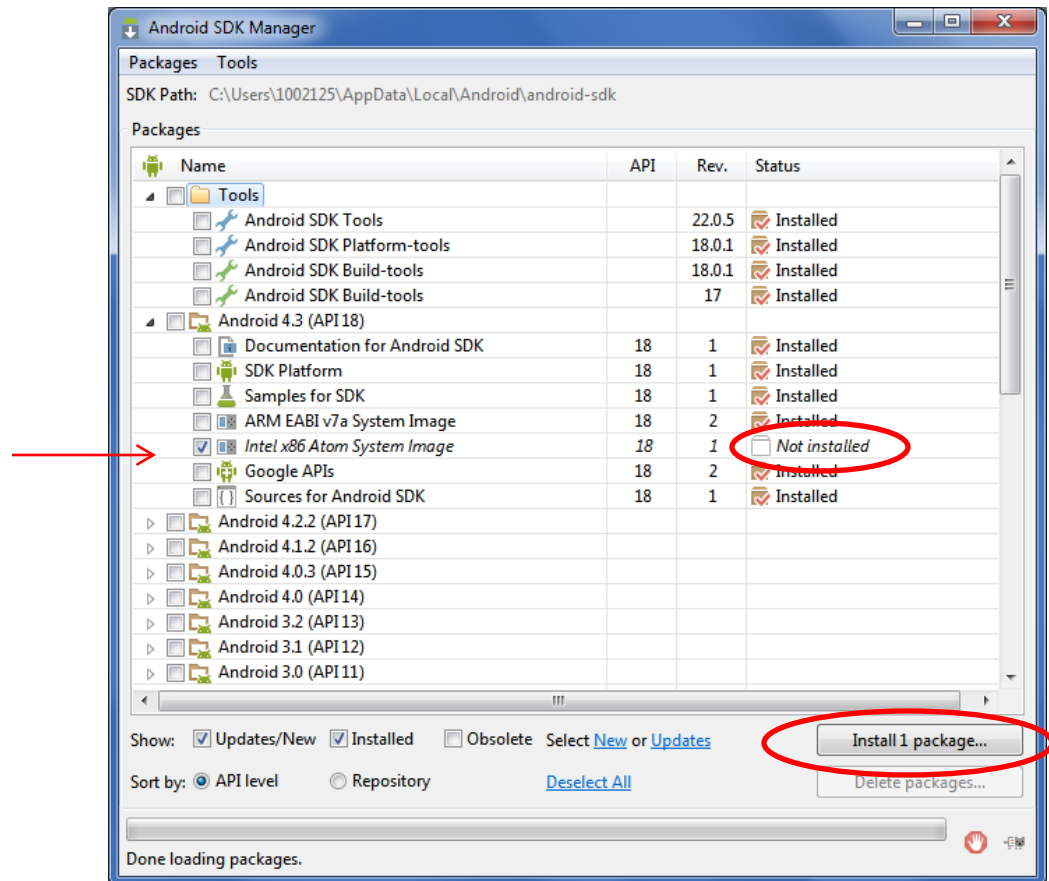 Android SDK Manager
Packages Tools
SDK Path: C:\Users\1002125\AppData\Local\Android\android-sdk
Packages
Name API Rev. Status
Tools
Android SDK Tools 22.0.5 Installed
Android SDK Platform-tools 18.0.1 Installed
Android SDK Build-tools 18.0.1 Installed
Android SDK Build-tools 17 Installed
Android 4.3 (API 18)
Documentation for Android SDK 18 1 Installed
SDK Platform 18 1 Installed
Samples for SDK 18 1 Installed
ARM EABI v7a System Image 18 2 Installed
Intel x86 Atom System Image 18 1 Not installed
Google APIs 18 2 Installed
Sources for Android SDK 18 1 Installed
Android 4.2.2 (API 17)
Android 4.1.2 (API 16)
Android 4.0.3 (API 15)
Android 4.0 (API 14)
Android 3.2 (API 13)
Android 3.1 (API 12)
Android 3.0 (API 11)
Show: Updates/New Installed Obsolete Select New or Updates Install 1 package...
Sort by: API level Repository Deselect All Delete packages...
Done loading packages.